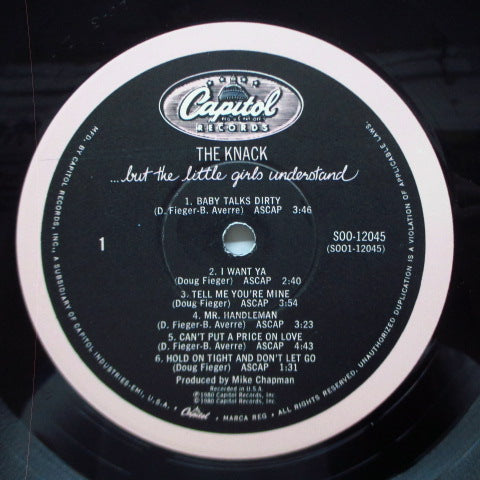 Capitol
RECORDS
THE KNACK
...but the little girls understand
1. BABY TALKS DIRTY
(D. Fieger-B. Averre) ASCAP 3:46
1
SOO-12045
(SOO1-12045)
2. I WANT YA
(Doug Fieger) ASCAP 2:40
3. TELL ME YOU'RE MINE
(Doug Fieger) ASCAP 3:54
4. MR. HANDLEMAN
(D. Fieger-B. Averre) ASCAP 3:23
5. CAN'T PUT A PRICE ON LOVE
(D. Fieger-B. Averre) ASCAP 4:43
6. HOLD ON TIGHT AND DON'T LET GO
(Doug Fieger) ASCAP 1:31
Produced by Mike Chapman
Recorded in U.S.A.
℗1980 Capitol Records, Inc.
©1980 Capitol Records, Inc.
MFD. BY CAPITOL RECORDS, INC., A SUBSIDIARY OF CAPITOL INDUSTRIES-EMI, U.S.A. • Capitol • MARCA REG • ALL RIGHTS RESERVED. UNAUTHORIZED DUPLICATION IS A VIOLATION OF APPLICABLE LAWS.